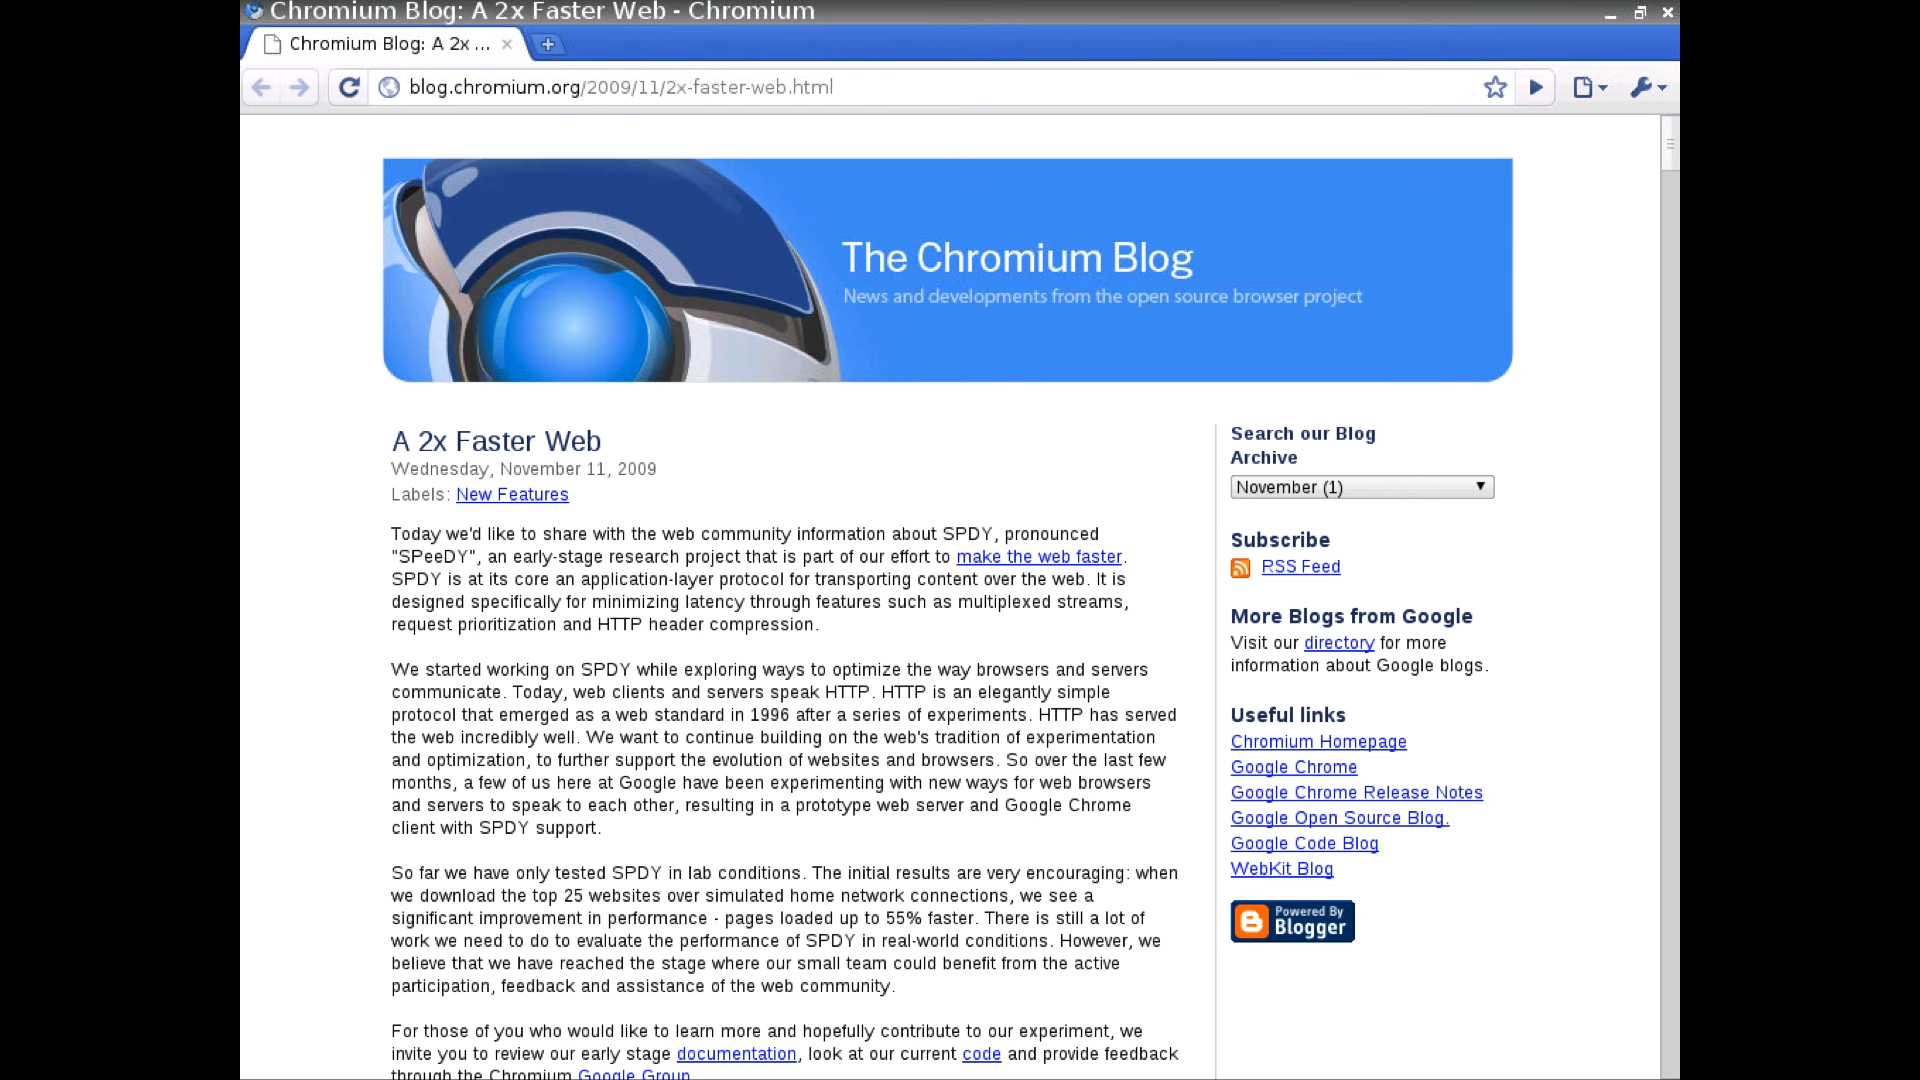 Chromium Blog: A 2x Faster Web - Chromium
Chromium Blog: A 2x ...
blog.chromium.org/2009/11/2x-faster-web.html
The Chromium Blog
News and developments from the open source browser project
A 2x Faster Web
Wednesday, November 11, 2009
Labels: New Features
Today we'd like to share with the web community information about SPDY, pronounced
"SPeeDY", an early-stage research project that is part of our effort to make the web faster.
SPDY is at its core an application-layer protocol for transporting content over the web. It is
designed specifically for minimizing latency through features such as multiplexed streams,
request prioritization and HTTP header compression.
We started working on SPDY while exploring ways to optimize the way browsers and servers
communicate. Today, web clients and servers speak HTTP. HTTP is an elegantly simple
protocol that emerged as a web standard in 1996 after a series of experiments. HTTP has served
the web incredibly well. We want to continue building on the web's tradition of experimentation
and optimization, to further support the evolution of websites and browsers. So over the last few
months, a few of us here at Google have been experimenting with new ways for web browsers
and servers to speak to each other, resulting in a prototype web server and Google Chrome
client with SPDY support.
So far we have only tested SPDY in lab conditions. The initial results are very encouraging: when
we download the top 25 websites over simulated home network connections, we see a
significant improvement in performance - pages loaded up to 55% faster. There is still a lot of
work we need to do to evaluate the performance of SPDY in real-world conditions. However, we
believe that we have reached the stage where our small team could benefit from the active
participation, feedback and assistance of the web community.
For those of you who would like to learn more and hopefully contribute to our experiment, we
invite you to review our early stage documentation, look at our current code and provide feedback
through the Chromium Google Group
Search our Blog
Archive
November (1)
Subscribe
RSS Feed
More Blogs from Google
Visit our directory for more
information about Google blogs.
Useful links
Chromium Homepage
Google Chrome
Google Chrome Release Notes
Google Open Source Blog.
Google Code Blog
WebKit Blog
Powered By
Blogger